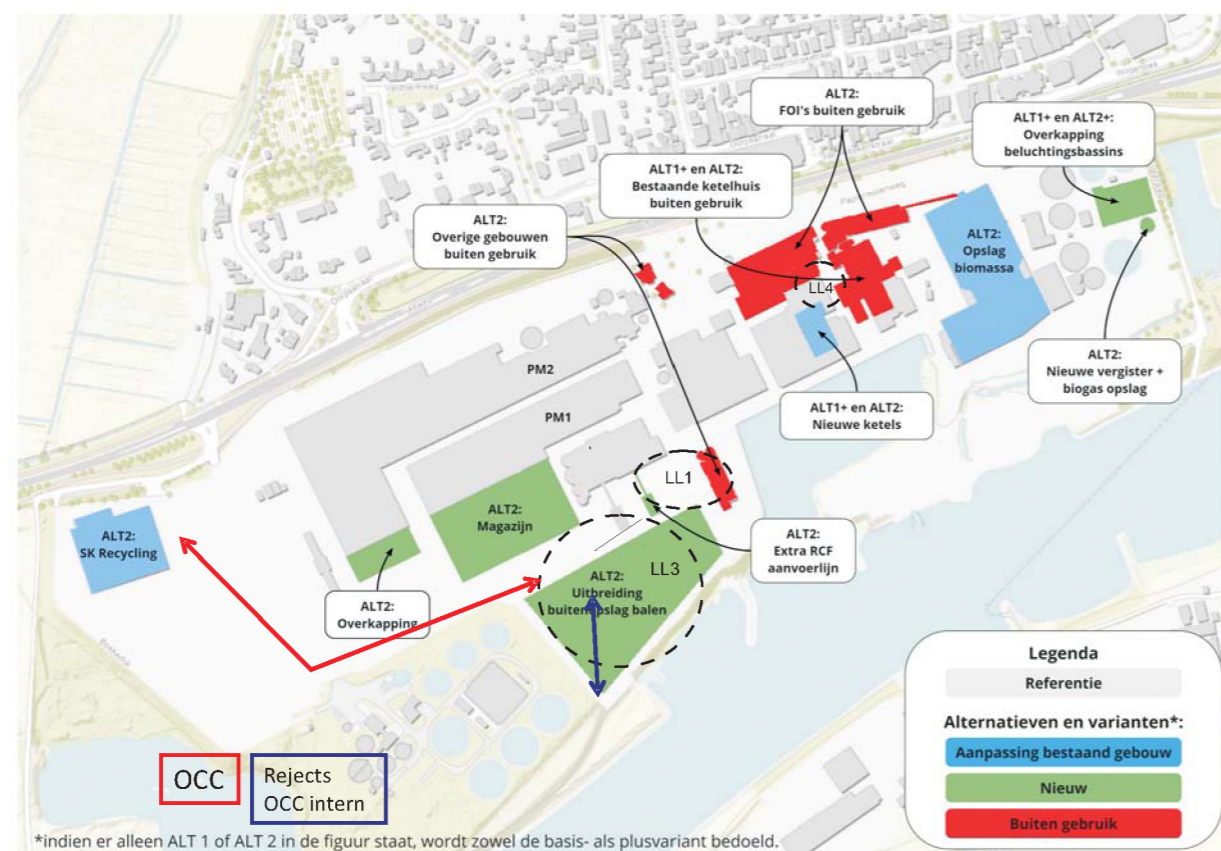 ALT2:
FOI's buiten gebruik
ALT1+ en ALT2+:
Overkapping
beluchtingsbassins
ALT1+ en ALT2:
Bestaande ketelhuis
buiten gebruik
ALT2:
Overige gebouwen
buiten gebruik
ALT2:
Opslag
biomassa
LL4
ALT2:
Nieuwe vergister +
biogas opslag
PM2
PM1
ALT1+ en ALT2:
Nieuwe ketels
LL1
ALT2:
Magazijn
ALT2:
SK Recycling
ALT2:
Extra RCF
aanvoerlijn
LL3
ALT2:
Uitbreiding
buitenopslag balen
ALT2:
Overkapping
Legenda
Referentie
Alternatieven en varianten*:
Aanpassing bestaand gebouw
Nieuw
Buiten gebruik
OCC
Rejects
OCC intern
*indien er alleen ALT 1 of ALT 2 in de figuur staat, wordt zowel de basis- als plusvariant bedoeld.